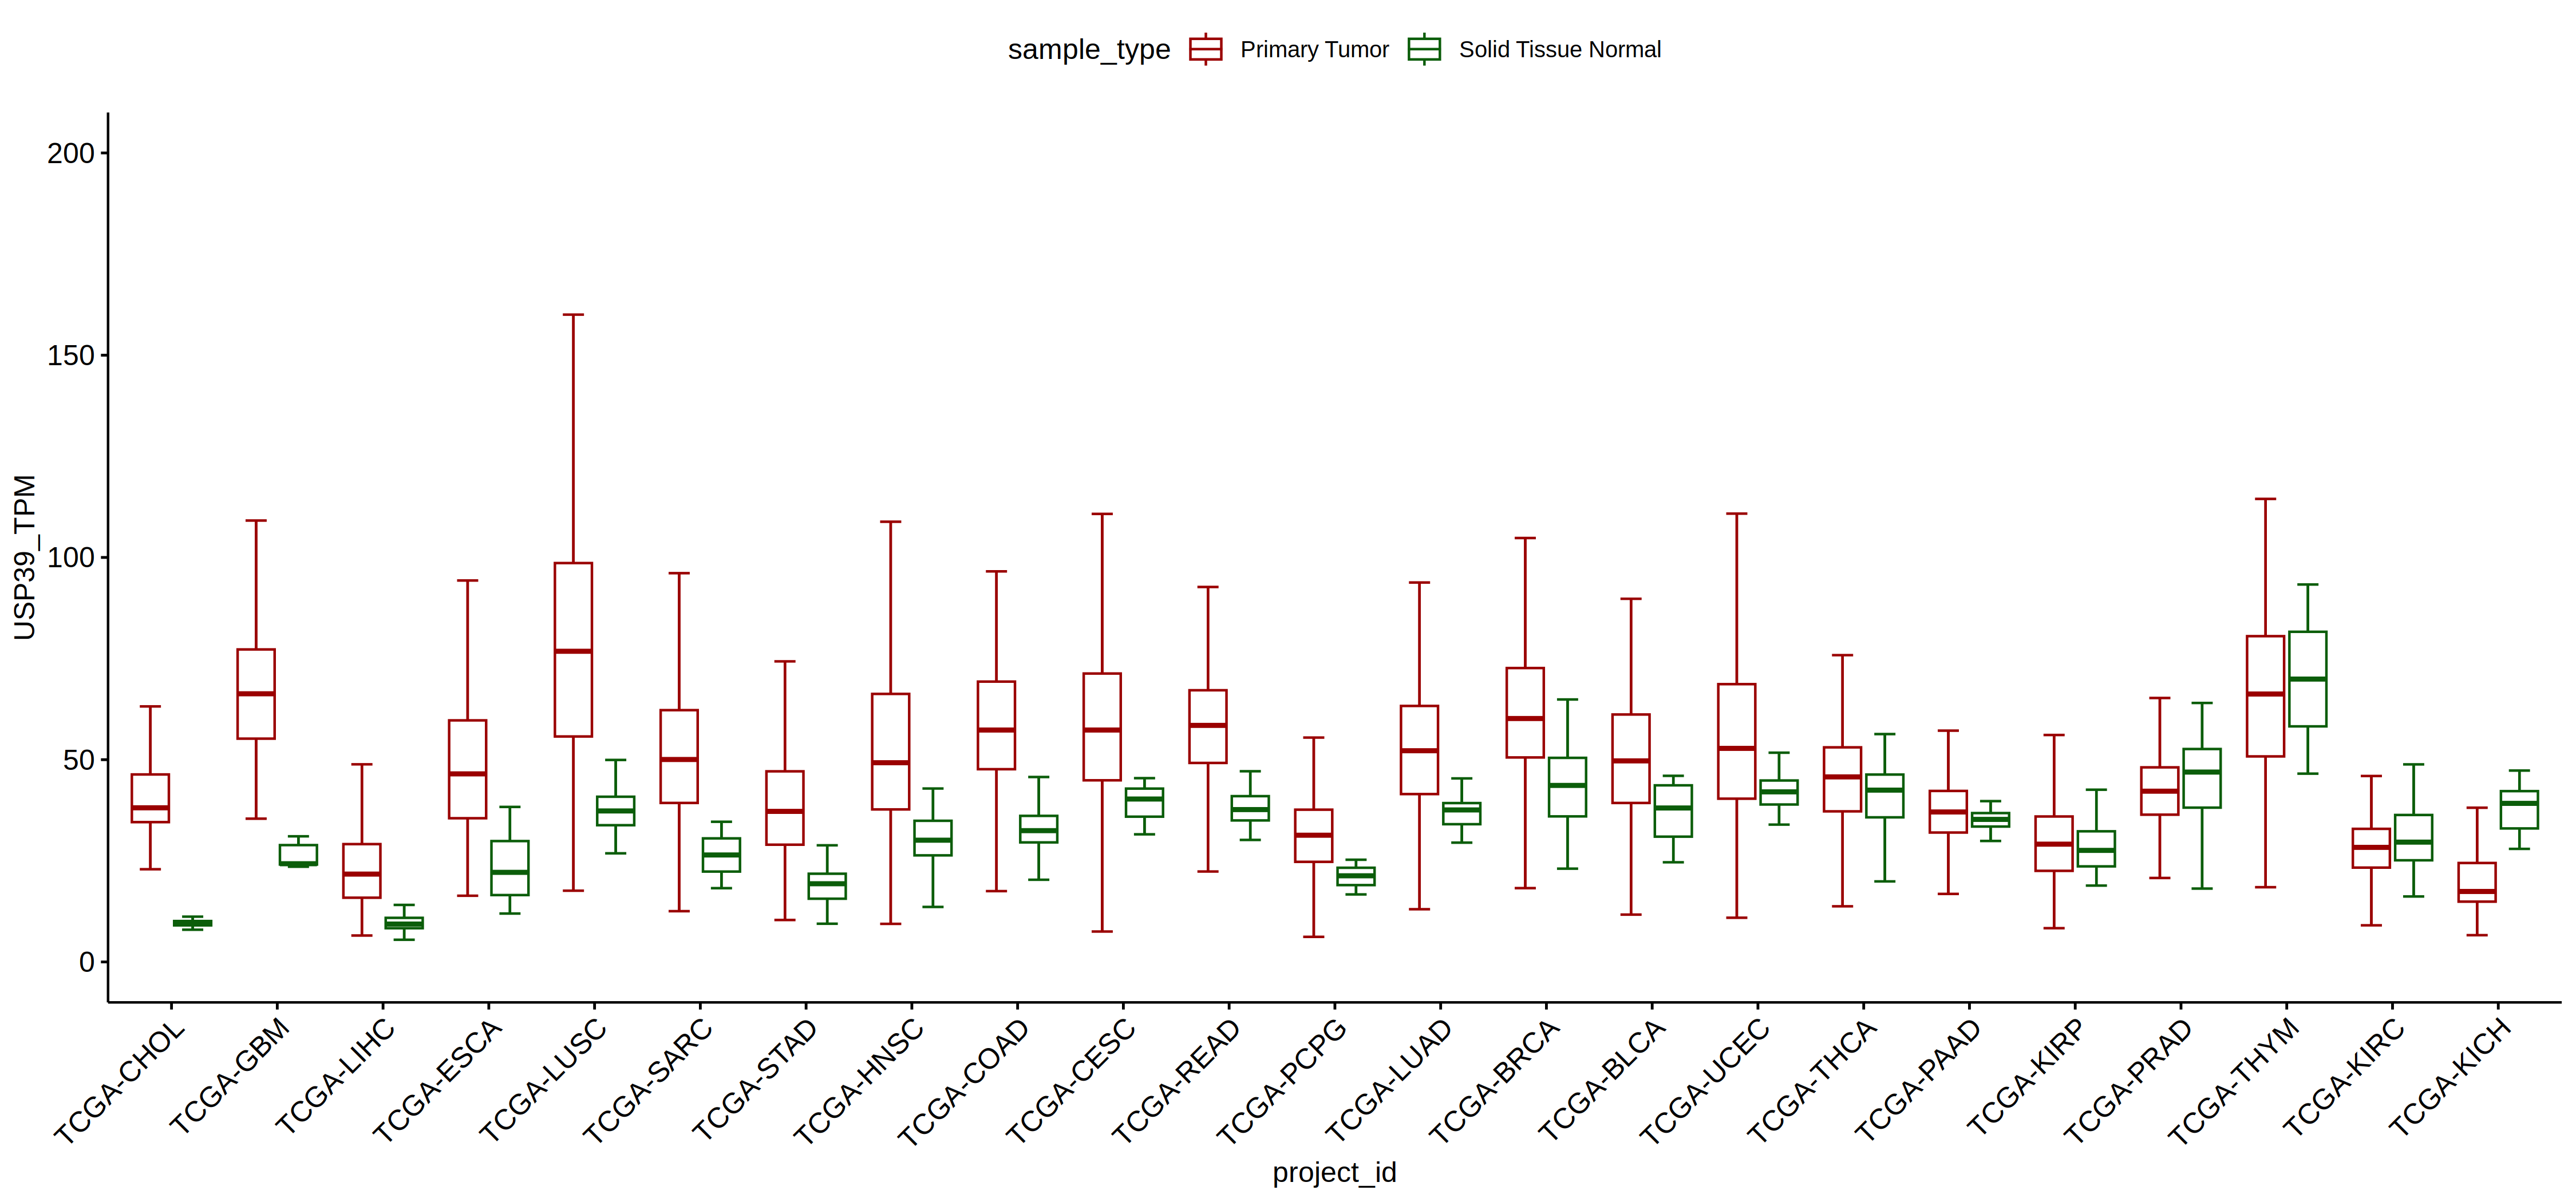 sample_type Primary Tumor Solid Tissue Normal
USP39_TPM
200
150
100
50
0
TCGA-CHOL
TCGA-GBM
TCGA-LIHC
TCGA-ESCA
TCGA-LUSC
TCGA-SARC
TCGA-STAD
TCGA-HNSC
TCGA-COAD
TCGA-CESC
TCGA-READ
TCGA-PCPG
TCGA-LUAD
TCGA-BRCA
TCGA-BLCA
TCGA-UCEC
TCGA-THCA
TCGA-PAAD
TCGA-KIRP
TCGA-PRAD
TCGA-THYM
TCGA-KIRC
TCGA-KICH
project_id